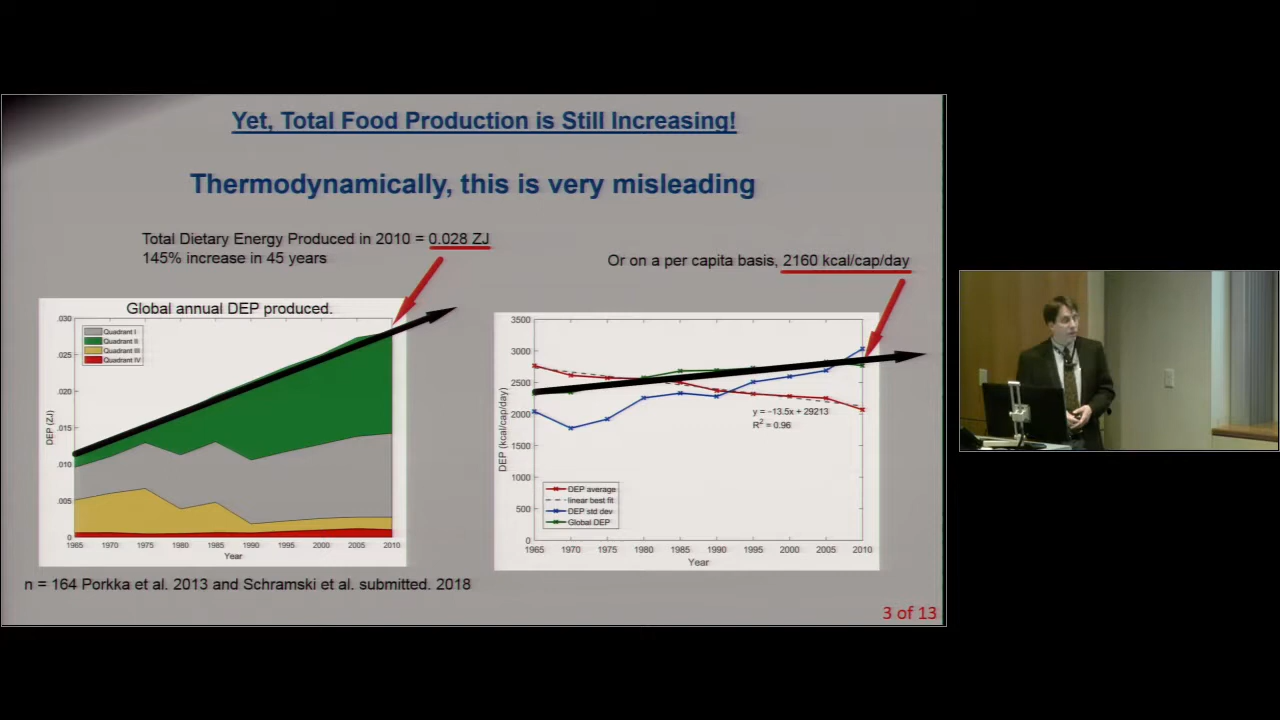 Yet, Total Food Production is Still Increasing!
Thermodynamically, this is very misleading
Total Dietary Energy Produced in 2010 = 0.028 ZJ
145% increase in 45 years
Or on a per capita basis, 2160 kcal/cap/day
Global annual DEP produced.
.030
.025
.020
.015
.010
.005
0
DEP (ZJ)
Quadrant I
Quadrant II
Quadrant III
Quadrant IV
1965 1970 1975 1980 1985 1990 1995 2000 2005 2010
Year
3500
3000
2500
2000
1500
1000
500
0
DEP (kcal/cap/day)
y = −13.5x + 29213
R2 = 0.96
DEP average
linear best fit
DEP std dev
Global DEP
1965 1970 1975 1980 1985 1990 1995 2000 2005 2010
Year
n = 164 Porkka et al. 2013 and Schramski et al. submitted. 2018
3 of 13